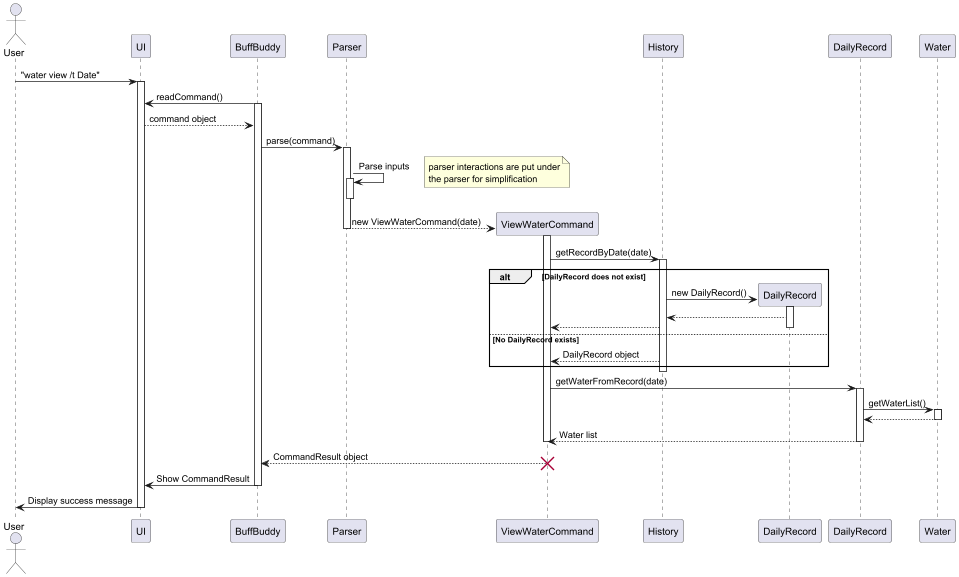 User
UI
BuffBuddy
Parser
History
DailyRecord
Water
"water view /t Date"
readCommand()
command object
parse(command)
Parse inputs
parser interactions are put under
the parser for simplification
new ViewWaterCommand(date)
ViewWaterCommand
getRecordByDate(date)
alt
[DailyRecord does not exist]
new DailyRecord()
DailyRecord
[No DailyRecord exists]
DailyRecord object
getWaterFromRecord(date)
getWaterList()
Water list
CommandResult object
Show CommandResult
Display success message
User
UI
BuffBuddy
Parser
ViewWaterCommand
History
DailyRecord
DailyRecord
Water